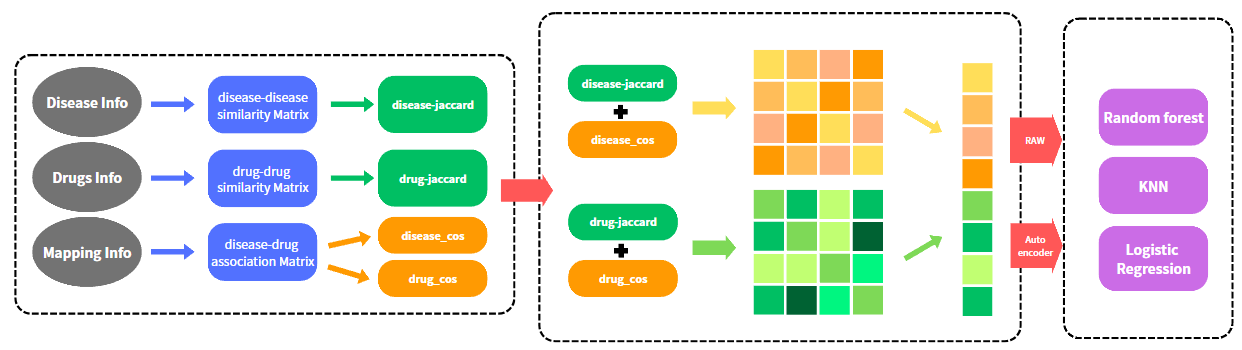 Disease Info
disease-disease
similarity Matrix
disease-jaccard
Drugs Info
drug-drug
similarity Matrix
drug-jaccard
Mapping Info
disease-drug
association Matrix
disease_cos
drug_cos
disease-jaccard
+
disease_cos
drug-jaccard
+
drug_cos
RAW
Auto
encoder
Random forest
KNN
Logistic
Regression